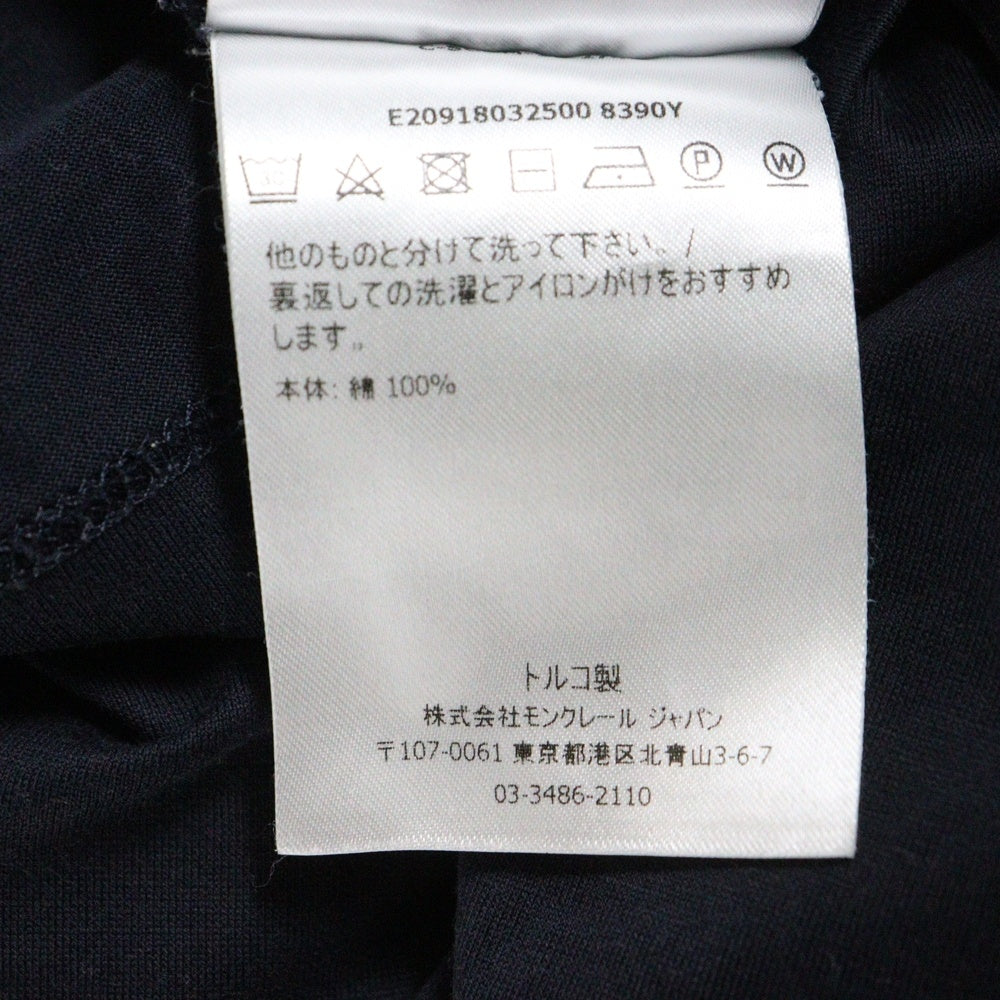 E20918032500 8390Y
30
P
W
他のものと分けて洗って下さい。/
裏返しての洗濯とアイロンがけをおすすめ
します。
本体: 綿 100%
トルコ製
株式会社モンクレール ジャパン
〒107-0061 東京都港区北青山3-6-7
03-3486-2110